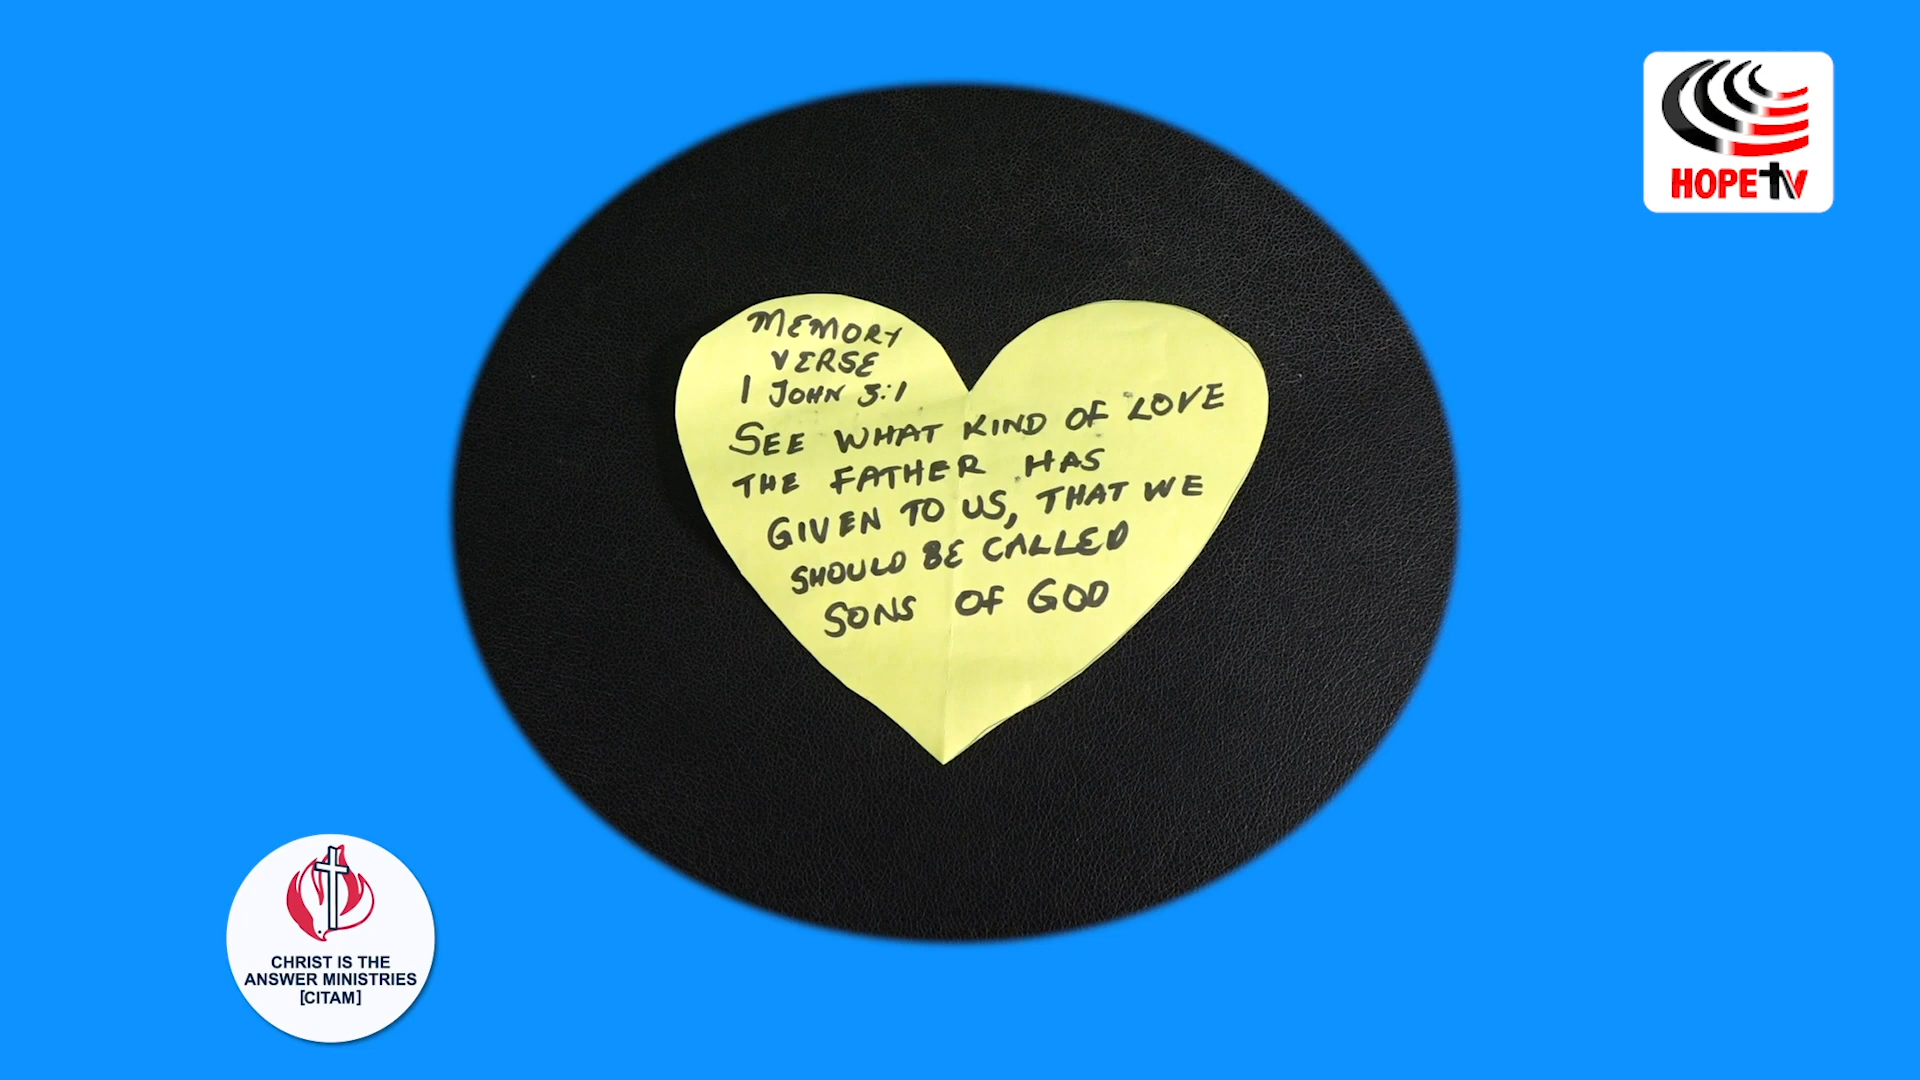 HOPE tv
MEMORY
VERSE
1 JOHN 3:1
SEE WHAT KIND OF LOVE
THE FATHER HAS
GIVEN TO US, THAT WE
SHOULD BE CALLED
SONS OF GOD
CHRIST IS THE
ANSWER MINISTRIES
[CITAM]